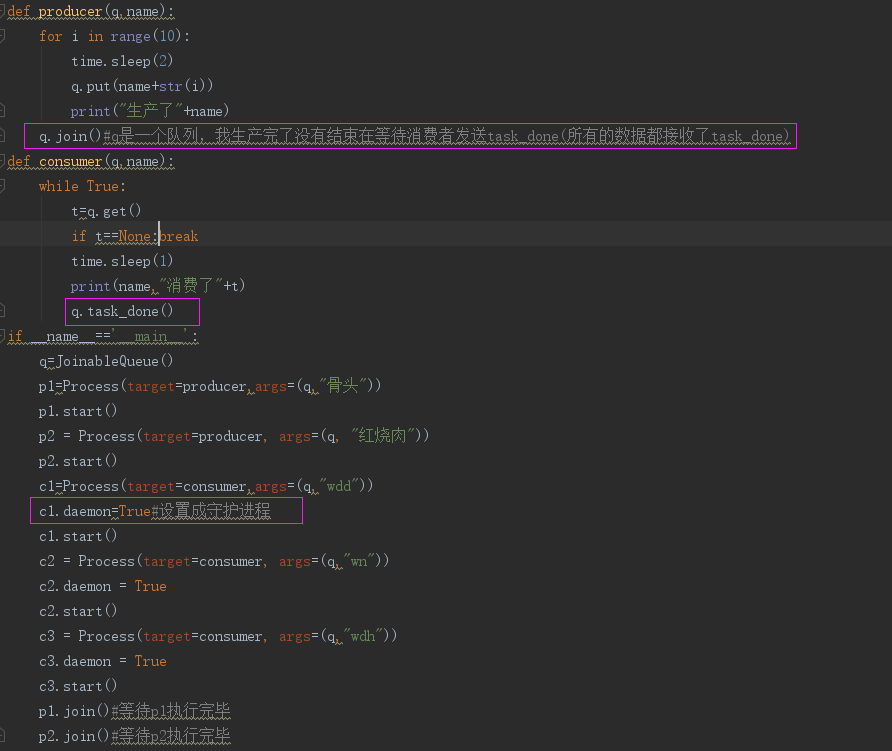 def producer(q,name):
    for i in range(10):
        time.sleep(2)
        q.put(name+str(i))
        print("生产了"+name)
    q.join()#q是一个队列，我生产完了没有结束在等待消费者发送task_done(所有的数据都接收了task_done)
def consumer(q,name):
    while True:
        t=q.get()
        if t==None:break
        time.sleep(1)
        print(name,"消费了"+t)
        q.task_done()
if __name__=='__main__':
    q=JoinableQueue()
    p1=Process(target=producer,args=(q,"骨头"))
    p1.start()
    p2 = Process(target=producer, args=(q, "红烧肉"))
    p2.start()
    c1=Process(target=consumer,args=(q,"wdd"))
    c1.daemon=True#设置成守护进程
    c1.start()
    c2 = Process(target=consumer, args=(q,"wn"))
    c2.daemon = True
    c2.start()
    c3 = Process(target=consumer, args=(q,"wdh"))
    c3.daemon = True
    c3.start()
    p1.join()#等待p1执行完毕
    p2.join()#等待p2执行完毕